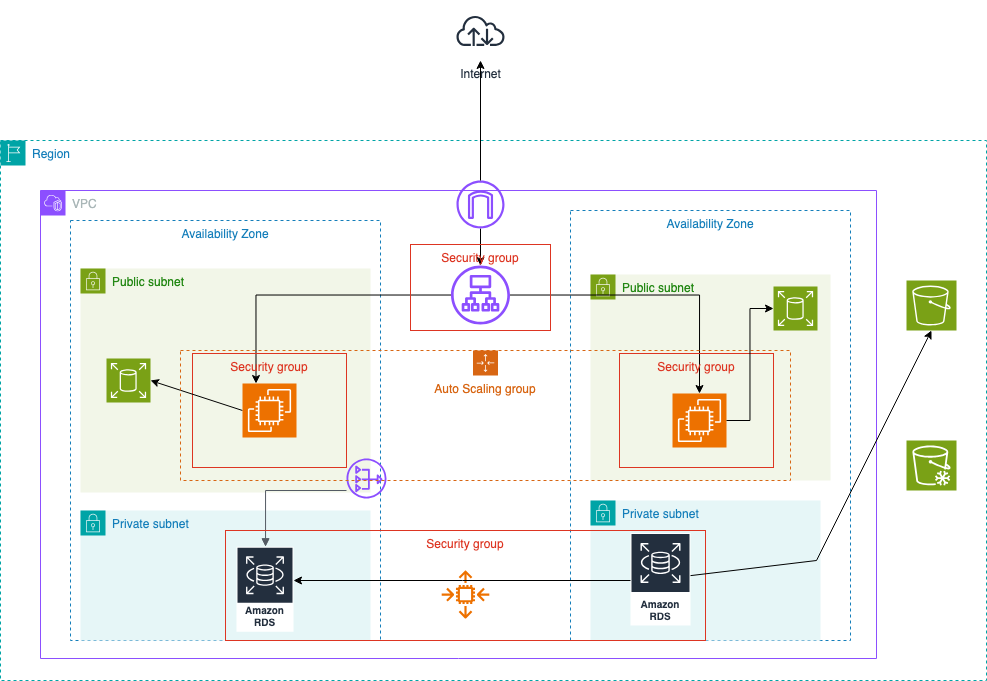 Internet
Region
VPC
Availability Zone
Availability Zone
Security group
Public subnet
Public subnet
Security group
Auto Scaling group
Security group
Private subnet
Private subnet
Security group
Amazon
RDS
Amazon
RDS